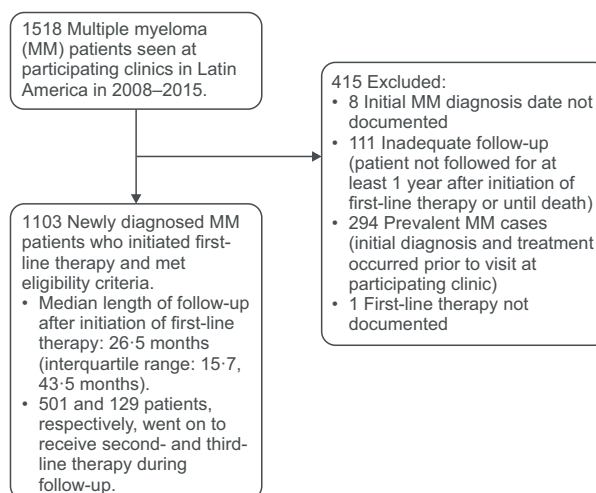 1518 Multiple myeloma
(MM) patients seen at
participating clinics in Latin
America in 2008–2015.
415 Excluded:
• 8 Initial MM diagnosis date not
documented
• 111 Inadequate follow-up
(patient not followed for at
least 1 year after initiation of
first-line therapy or until death)
• 294 Prevalent MM cases
(initial diagnosis and treatment
occurred prior to visit at
participating clinic)
• 1 First-line therapy not
documented
1103 Newly diagnosed MM
patients who initiated first-
line therapy and met
eligibility criteria.
• Median length of follow-up
after initiation of first-line
therapy: 26·5 months
(interquartile range: 15·7,
43·5 months).
• 501 and 129 patients,
respectively, went on to
receive second- and third-
line therapy during
follow-up.